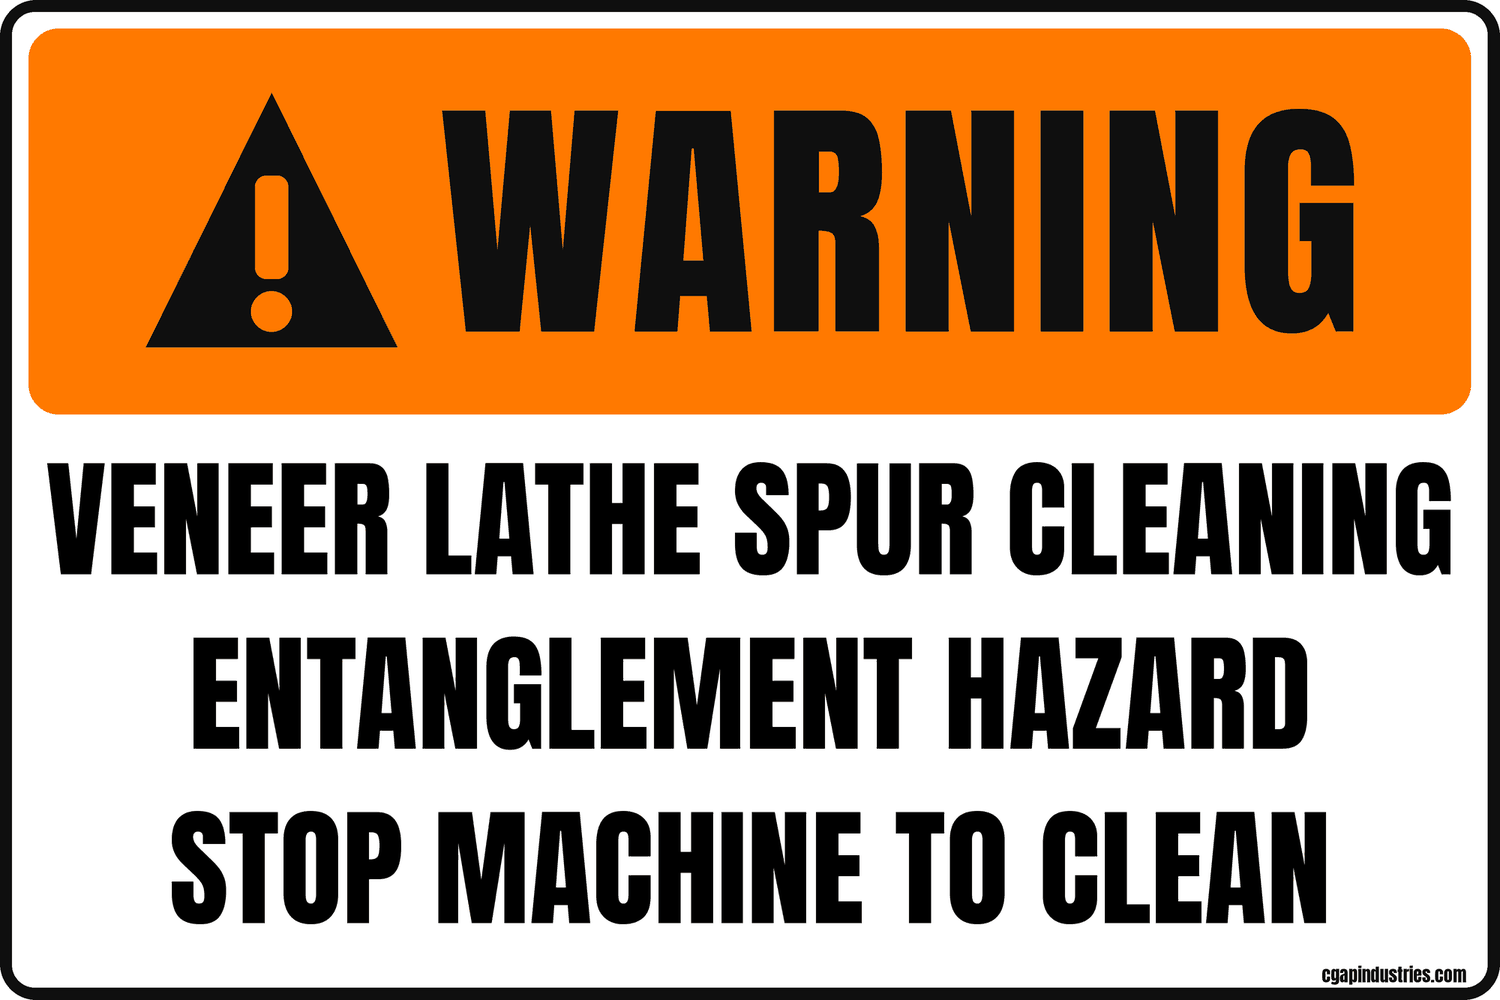 WARNING
VENEER LATHE SPUR CLEANING
ENTANGLEMENT HAZARD
STOP MACHINE TO CLEAN
cgapindustries.com